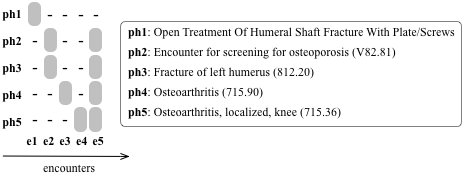 ph1 - - - -
ph2 - - -
ph3 - - -
ph4 - - -
ph5 - - -
e1 e2 e3 e4 e5
encounters
ph1: Open Treatment Of Humeral Shaft Fracture With Plate/Screws
ph2: Encounter for screening for osteoporosis (V82.81)
ph3: Fracture of left humerus (812.20)
ph4: Osteoarthritis (715.90)
ph5: Osteoarthritis, localized, knee (715.36)